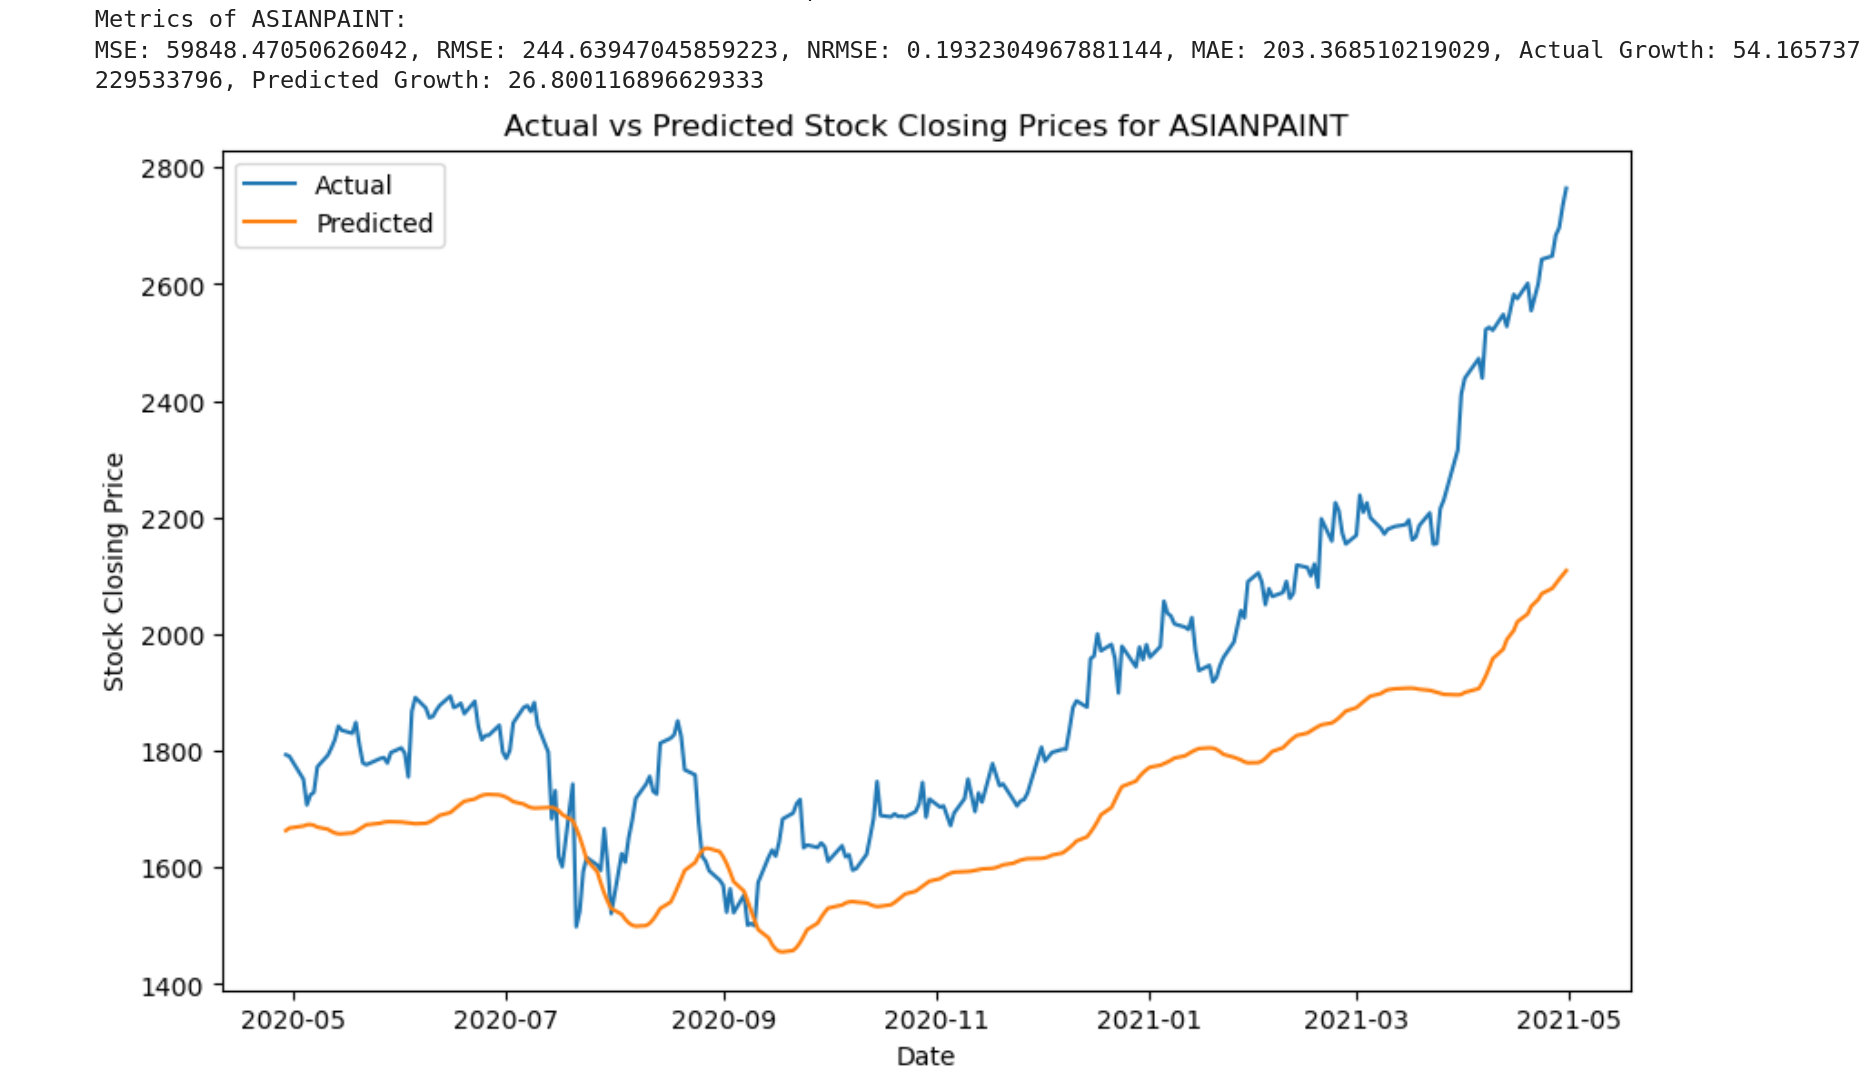 Metrics of ASIANPAINT:
MSE: 59848.47050626042, RMSE: 244.63947045859223, NRMSE: 0.1932304967881144, MAE: 203.368510219029, Actual Growth: 54.165737
229533796, Predicted Growth: 26.800116896629333
Actual vs Predicted Stock Closing Prices for ASIANPAINT
Actual
Predicted
2800
2600
2400
2200
2000
1800
1600
1400
Stock Closing Price
2020-05 2020-07 2020-09 2020-11 2021-01 2021-03 2021-05
Date